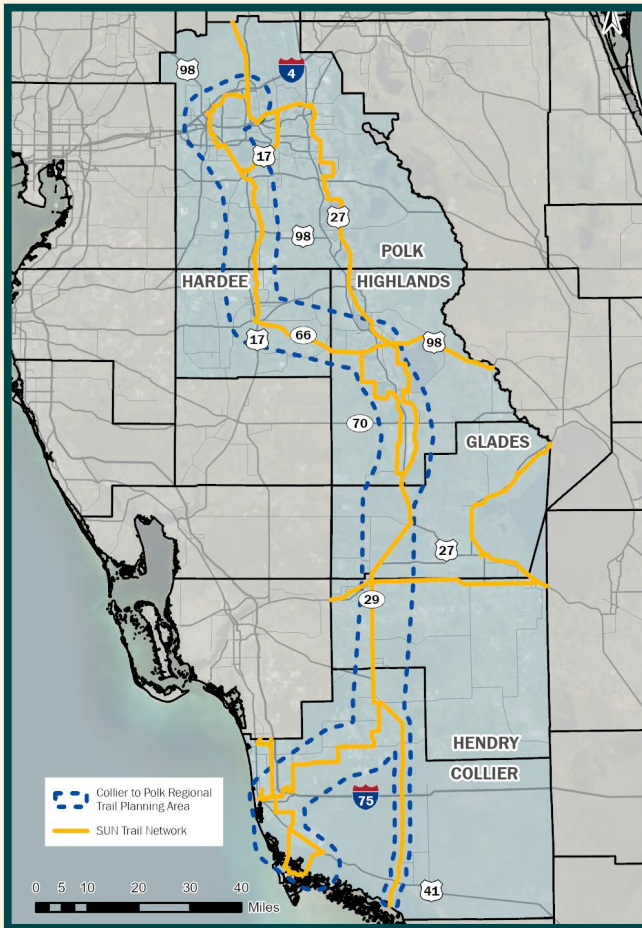 98
4
17
27
98
POLK
HARDEE
HIGHLANDS
66
17
98
70
GLADES
27
29
HENDRY
COLLIER
75
Collier to Polk Regional
Trail Planning Area
SUN Trail Network
41
0 5 10 20 30 40
Miles